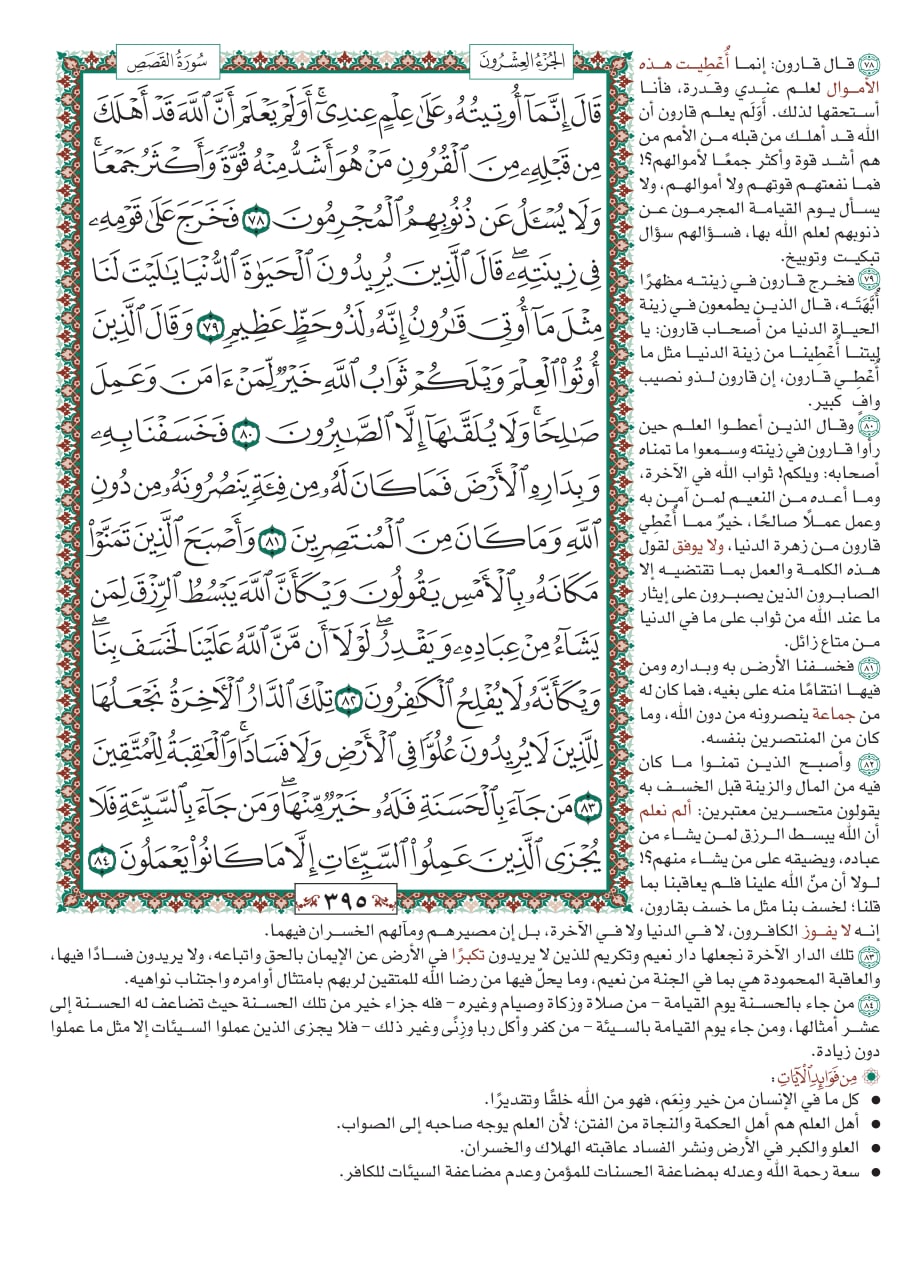 سُورَةُ القَصَصِ
الجُزْءُ العِشْرُونَ
قَالَ إِنَّمَآ أُوتِيتُهُۥ عَلَىٰ عِلْمٍ عِندِيٓۚ أَوَلَمْ يَعْلَمْ أَنَّ ٱللَّهَ قَدْ أَهْلَكَ
مِن قَبْلِهِۦ مِنَ ٱلْقُرُونِ مَنْ هُوَ أَشَدُّ مِنْهُ قُوَّةً وَأَكْثَرُ جَمْعًاۚ
وَلَا يُسْـَٔلُ عَن ذُنُوبِهِمُ ٱلْمُجْرِمُونَ ٧٨ فَخَرَجَ عَلَىٰ قَوْمِهِۦ
فِي زِينَتِهِۦۖ قَالَ ٱلَّذِينَ يُرِيدُونَ ٱلْحَيَوٰةَ ٱلدُّنْيَا يَـٰلَيْتَ لَنَا
مِثْلَ مَآ أُوتِيَ قَـٰرُونُ إِنَّهُۥ لَذُو حَظٍّ عَظِيمٍ ٧٩ وَقَالَ ٱلَّذِينَ
أُوتُوا۟ ٱلْعِلْمَ وَيْلَكُمْ ثَوَابُ ٱللَّهِ خَيْرٌ لِّمَنْ ءَامَنَ وَعَمِلَ
صَـٰلِحًاۚ وَلَا يُلَقَّىٰهَآ إِلَّا ٱلصَّـٰبِرُونَ ٨٠ فَخَسَفْنَا بِهِۦ
وَبِدَارِهِ ٱلْأَرْضَ فَمَا كَانَ لَهُۥ مِن فِئَةٍ يَنصُرُونَهُۥ مِن دُونِ
ٱللَّهِ وَمَا كَانَ مِنَ ٱلْمُنتَصِرِينَ ٨١ وَأَصْبَحَ ٱلَّذِينَ تَمَنَّوْا۟
مَكَانَهُۥ بِٱلْأَمْسِ يَقُولُونَ وَيْكَأَنَّ ٱللَّهَ يَبْسُطُ ٱلرِّزْقَ لِمَن
يَشَآءُ مِنْ عِبَادِهِۦ وَيَقْدِرُۖ لَوْلَآ أَن مَّنَّ ٱللَّهُ عَلَيْنَا لَخَسَفَ بِنَاۖ
وَيْكَأَنَّهُۥ لَا يُفْلِحُ ٱلْكَـٰفِرُونَ ٨٢ تِلْكَ ٱلدَّارُ ٱلْـَٔاخِرَةُ نَجْعَلُهَا
لِلَّذِينَ لَا يُرِيدُونَ عُلُوًّا فِي ٱلْأَرْضِ وَلَا فَسَادًاۚ وَٱلْعَـٰقِبَةُ لِلْمُتَّقِينَ
٨٣ مَن جَآءَ بِٱلْحَسَنَةِ فَلَهُۥ خَيْرٌ مِّنْهَاۖ وَمَن جَآءَ بِٱلسَّيِّئَةِ فَلَا
يُجْزَى ٱلَّذِينَ عَمِلُوا۟ ٱلسَّيِّـَٔاتِ إِلَّا مَا كَانُوا۟ يَعْمَلُونَ ٨٤
٣٩٥
٧٨ قال قارون: إنما أُعْطِيت هذه
الأموال لعلم عندي وقدرة، فأنا
أستحقها لذلك. أَوَلَم يعلم قارون أن
الله قد أهلك من قبله من الأمم من
هم أشد قوة وأكثر جمعًا لأموالهم؟!
فما نفعتهم قوتهم ولا أموالهم، ولا
يسأل يوم القيامة المجرمون عن
ذنوبهم لعلم الله بها، فسؤالهم سؤال
تبكيت وتوبيخ.
٧٩ فخرج قارون في زينته مظهرًا
أُبَّهَتَه، قال الذين يطمعون في زينة
الحياة الدنيا من أصحاب قارون: يا
ليتنا أُعْطِينا من زينة الدنيا مثل ما
أُعْطِي قارون، إن قارون لذو نصيب
وافٍ كبير.
٨٠ وقال الذين أعطوا العلم حين
رأوا قارون في زينته وسمعوا ما تمناه
أصحابه: ويلكم! ثواب الله في الآخرة،
وما أعده من النعيم لمن آمن به
وعمل عملًا صالحًا، خيرٌ مما أُعْطِي
قارون من زهرة الدنيا، ولا يوفق لقول
هذه الكلمة والعمل بما تقتضيه إلا
الصابرون الذين يصبرون على إيثار
ما عند الله من ثواب على ما في الدنيا
من متاع زائل.
٨١ فخسفنا الأرض به وبداره ومن
فيها انتقامًا منه على بغيه، فما كان له
من جماعة ينصرونه من دون الله، وما
كان من المنتصرين بنفسه.
٨٢ وأصبح الذين تمنوا ما كان
فيه من المال والزينة قبل الخسف به
يقولون متحسرين معتبرين: ألم نعلم
أن الله يبسط الرزق لمن يشاء من
عباده، ويضيقه على من يشاء منهم؟!
لولا أن منّ الله علينا فلم يعاقبنا بما
قلنا؛ لخسف بنا مثل ما خسف بقارون،
إنه لا يفوز الكافرون، لا في الدنيا ولا في الآخرة، بل إن مصيرهم ومآلهم الخسران فيهما.
٨٣ تلك الدار الآخرة نجعلها دار نعيم وتكريم للذين لا يريدون تكبرًا في الأرض عن الإيمان بالحق واتباعه، ولا يريدون فسادًا فيها،
والعاقبة المحمودة هي بما في الجنة من نعيم، وما يحلّ فيها من رضا الله للمتقين لربهم بامتثال أوامره واجتناب نواهيه.
٨٤ من جاء بالحسنة يوم القيامة – من صلاة وزكاة وصيام وغيره – فله جزاء خير من تلك الحسنة حيث تضاعف له الحسنة إلى
عشر أمثالها، ومن جاء يوم القيامة بالسيئة – من كفر وأكل ربا وزِنًى وغير ذلك – فلا يجزى الذين عملوا السيئات إلا مثل ما عملوا
دون زيادة.
مِن فَوَائِدِ الْآيَاتِ:
● كل ما في الإنسان من خير ونِعَم، فهو من الله خلقًا وتقديرًا.
● أهل العلم هم أهل الحكمة والنجاة من الفتن؛ لأن العلم يوجه صاحبه إلى الصواب.
● العلو والكبر في الأرض ونشر الفساد عاقبته الهلاك والخسران.
● سعة رحمة الله وعدله بمضاعفة الحسنات للمؤمن وعدم مضاعفة السيئات للكافر.